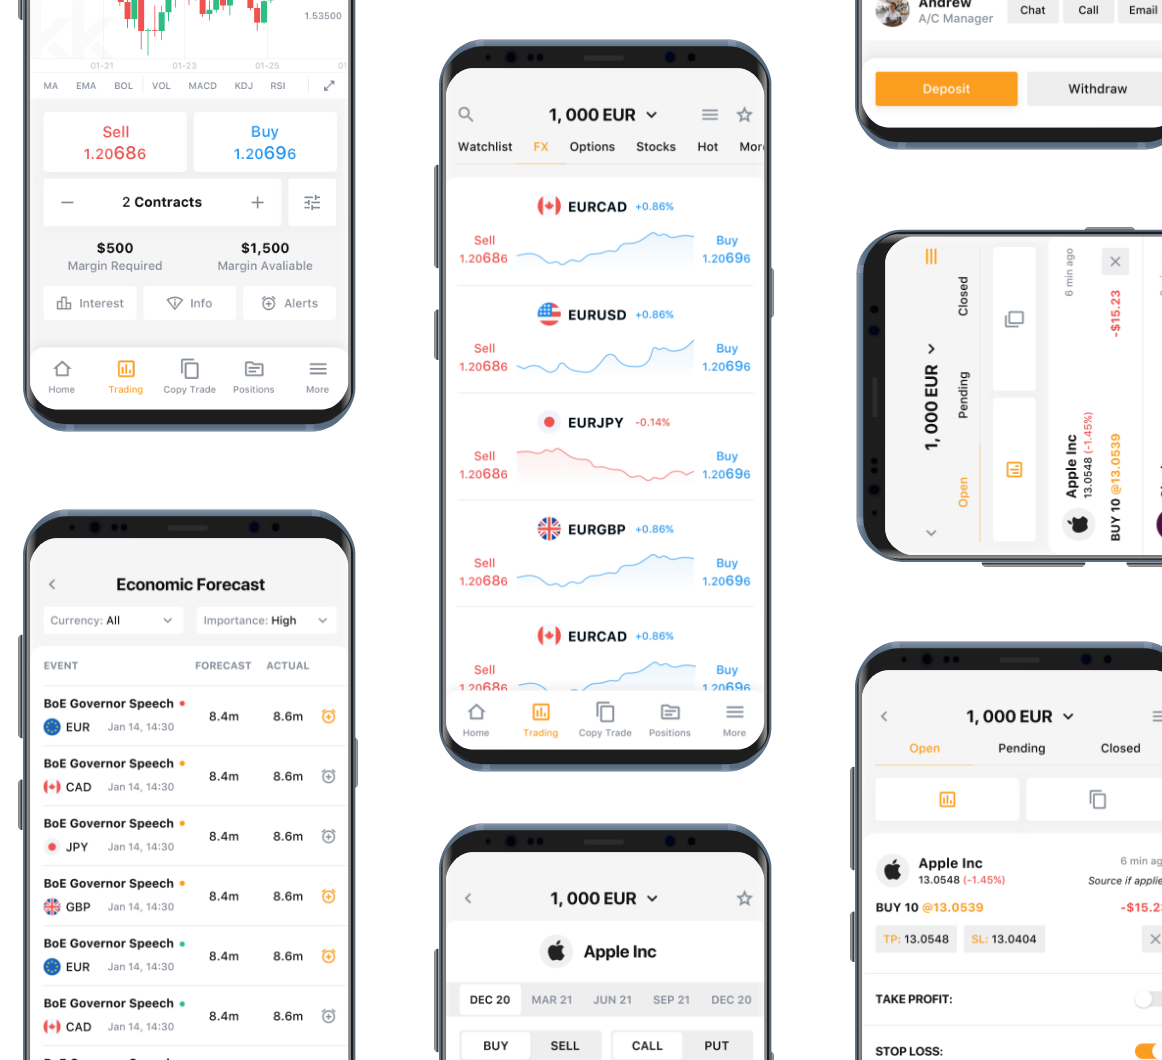 1.53500
01-21 01-23 01-25 01
MA EMA BOL VOL MACD KDJ RSI
Sell Buy
1.20686 1.20696
2 Contracts
$500 $1,500
Margin Required Margin Avaliable
Interest Info Alerts
Home Trading Copy Trade Positions More
Economic Forecast
Currency: All Importance: High
EVENT FORECAST ACTUAL
BoE Governor Speech
EUR Jan 14, 14:30 8.4m 8.6m
BoE Governor Speech
CAD Jan 14, 14:30 8.4m 8.6m
BoE Governor Speech
JPY Jan 14, 14:30 8.4m 8.6m
BoE Governor Speech
GBP Jan 14, 14:30 8.4m 8.6m
BoE Governor Speech
EUR Jan 14, 14:30 8.4m 8.6m
BoE Governor Speech
CAD Jan 14, 14:30 8.4m 8.6m
1, 000 EUR
Watchlist FX Options Stocks Hot Mor
EURCAD +0.86%
Sell Buy
1.20686 1.20696
EURUSD +0.86%
Sell Buy
1.20686 1.20696
EURJPY -0.14%
Sell Buy
1.20686 1.20696
EURGBP +0.86%
Sell Buy
1.20686 1.20696
EURCAD +0.86%
Sell Buy
1.20686 1.20696
Home Trading Copy Trade Positions More
1, 000 EUR
Apple Inc
DEC 20 MAR 21 JUN 21 SEP 21 DEC 20
BUY SELL CALL PUT
Andrew
A/C Manager
Chat Call Email
Deposit Withdraw
1, 000 EUR
Open Pending Closed
Apple Inc 6 min ago
13.0548 (-1.45%)
BUY 10 @13.0539 -$15.23
1, 000 EUR
Open Pending Closed
Apple Inc 6 min ag
13.0548 (-1.45%) Source if applie
BUY 10 @13.0539 -$15.23
TP: 13.0548 SL: 13.0404
TAKE PROFIT:
STOP LOSS: